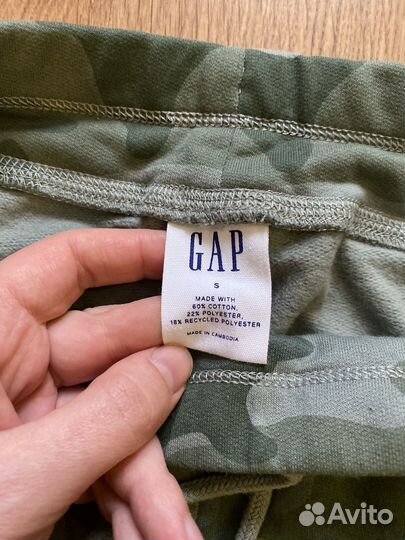 GAP
S
MADE WITH
60% COTTON,
22% POLYESTER,
18% RECYCLED POLYESTER
MADE IN CAMBODIA
Avito